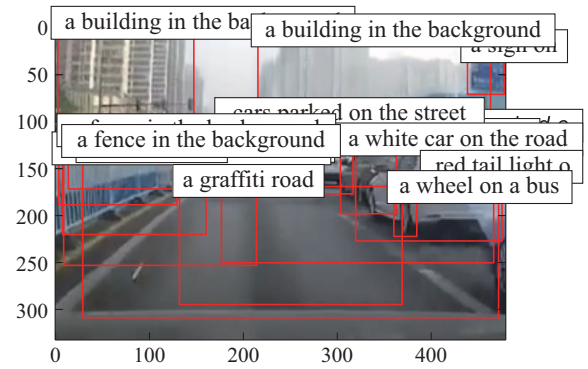 0
a building in the bac
a building in the background
a sign on
50
cars parked on the street
100
a fence in the background
a white car on the road
150
red tail light o
a graffiti road
a wheel on a bus
200
250
300
0
100
200
300
400